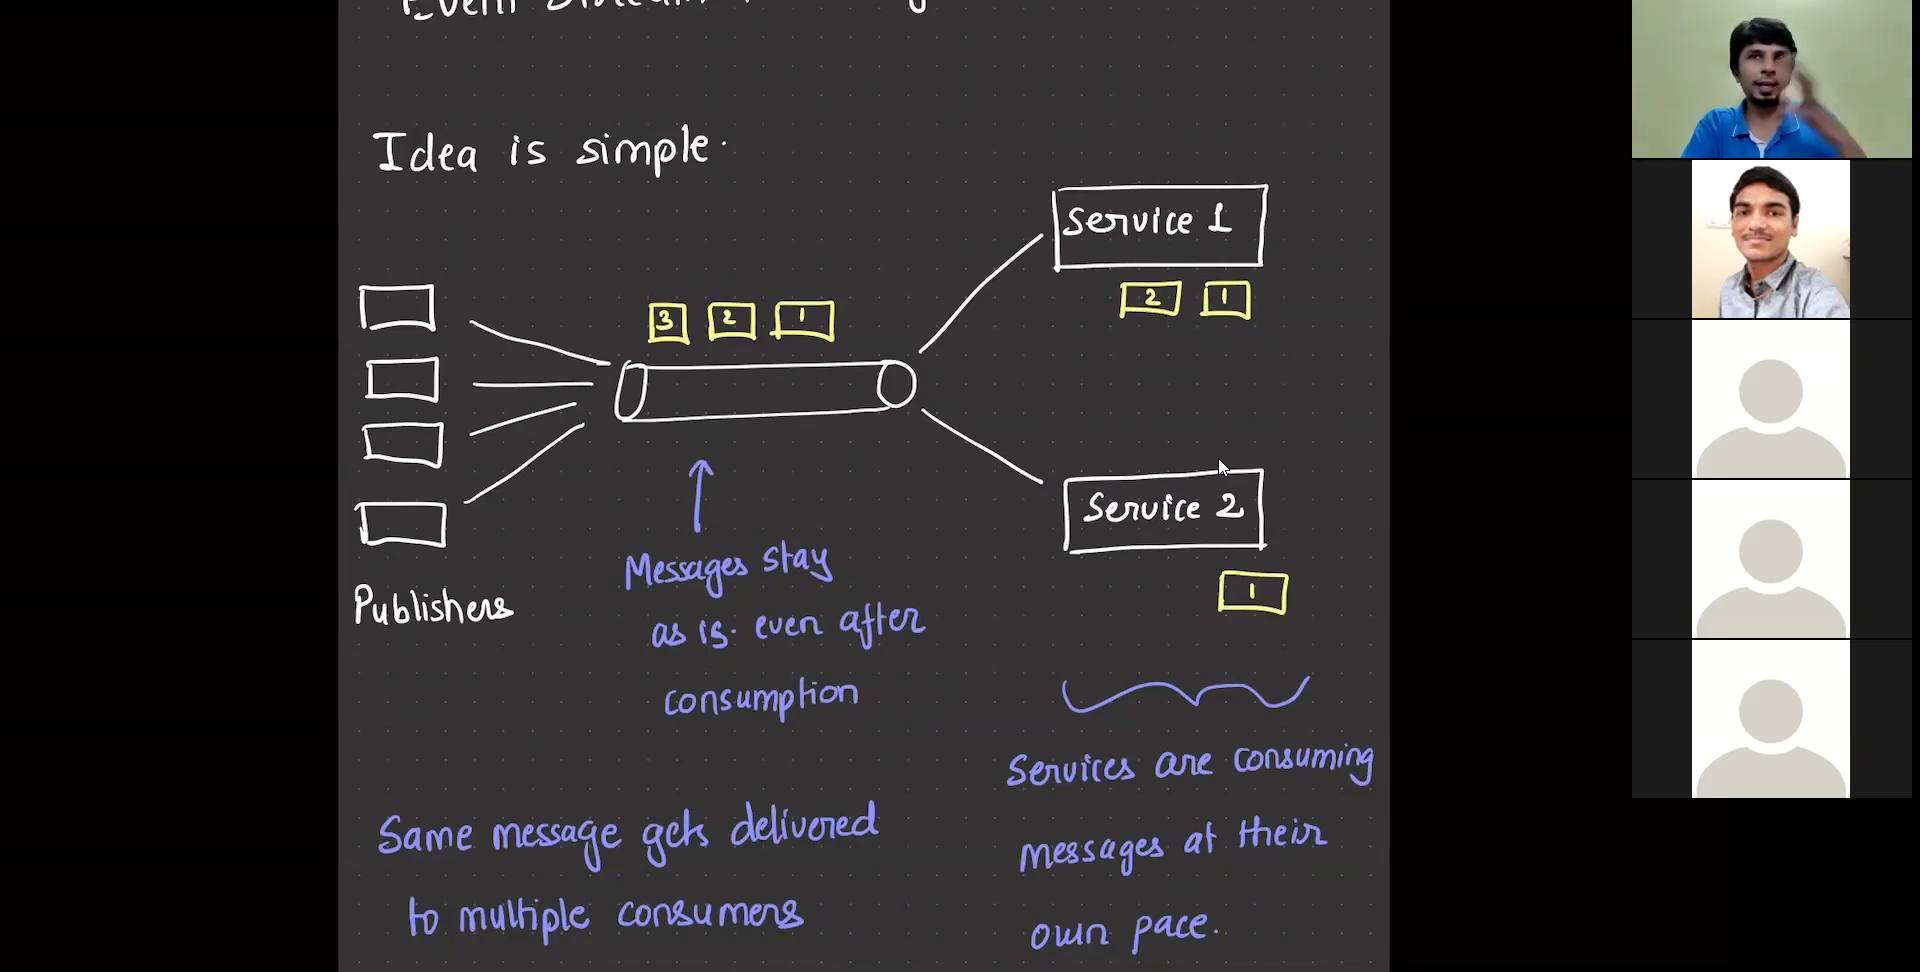 Event
Idea is simple.
Service 1
2 1
3 2 1
Service 2
1
Publishers
Messages stay
as is. even after
consumption
Services are consuming
messages at their
own pace.
Same message gets delivered
to multiple consumers